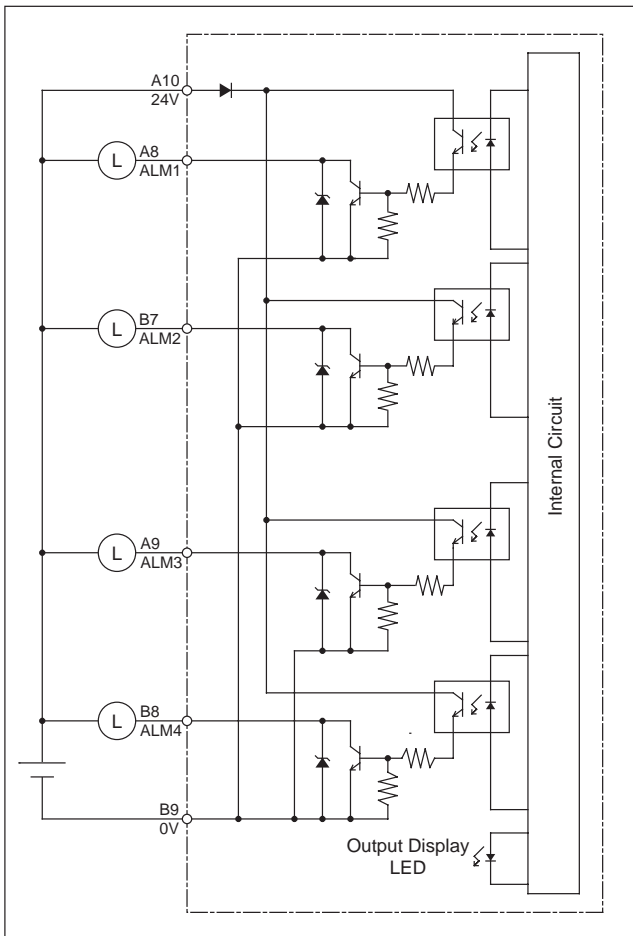 A10
24V
L
A8
ALM1
L
B7
ALM2
L
A9
ALM3
L
B8
ALM4
B9
0V
Internal Circuit
Output Display
LED